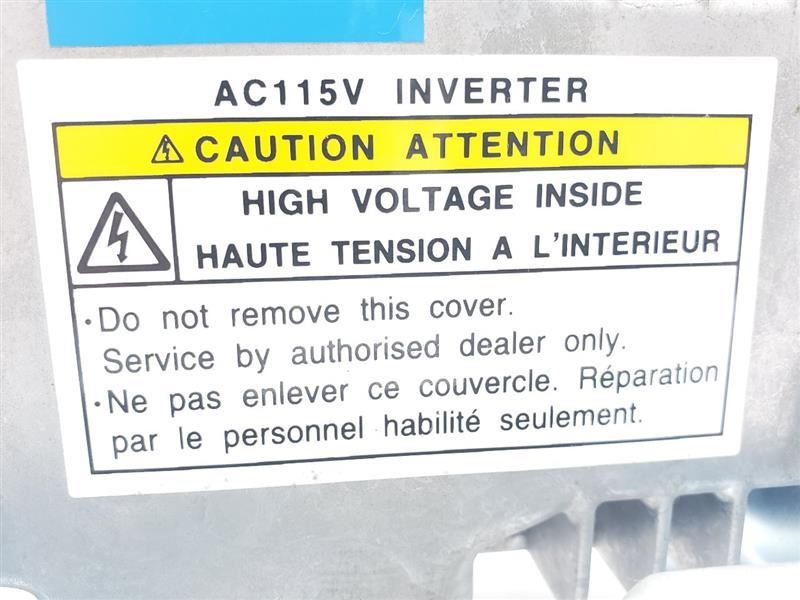 AC115V INVERTER
CAUTION ATTENTION
HIGH VOLTAGE INSIDE
HAUTE TENSION A L'INTERIEUR
·Do not remove this cover.
Service by authorised dealer only.
·Ne pas enlever ce couvercle. Réparation
par le personnel habilité seulement.